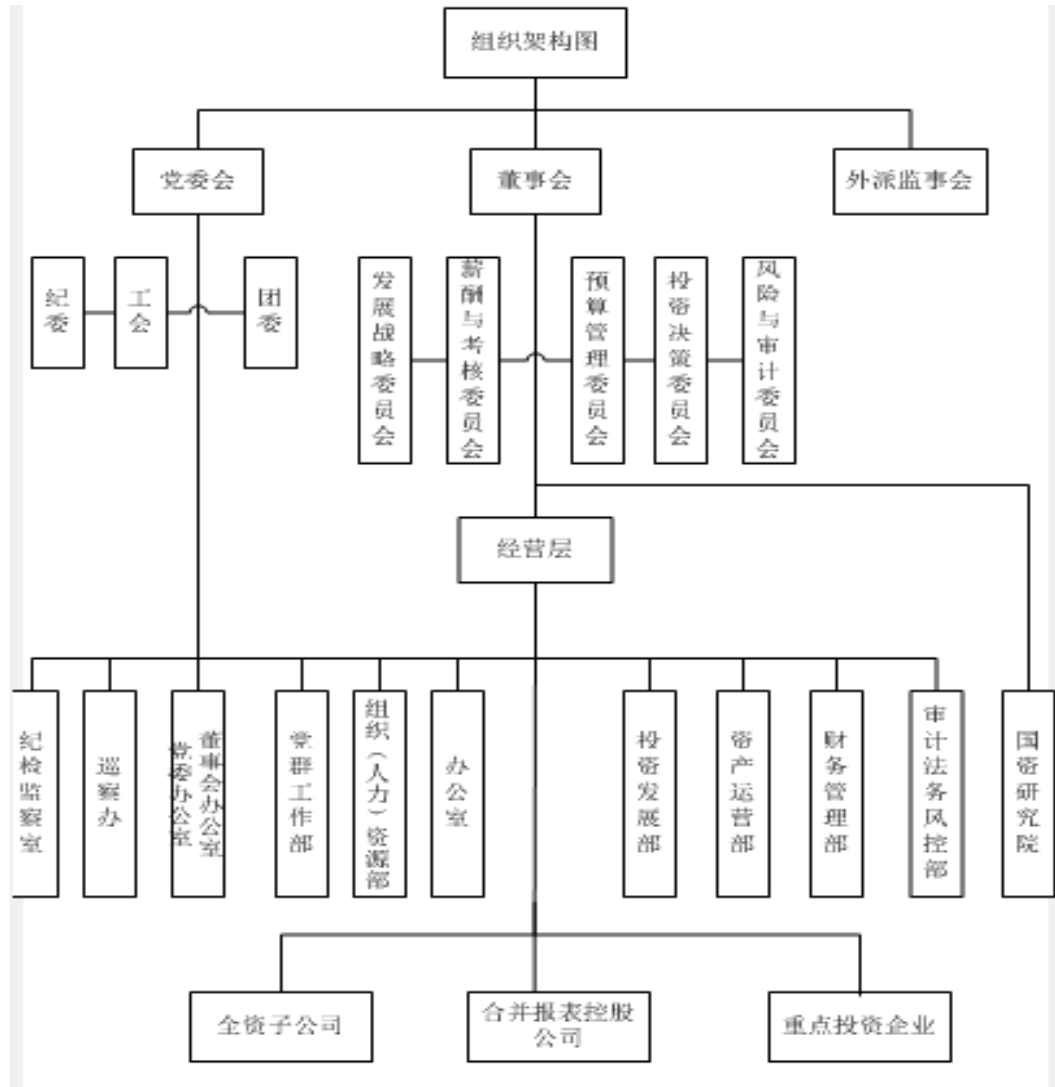 组织架构图
党委会
董事会
外派监事会
纪委
工会
团委
发展战略委员会
薪酬与考核委员会
预算管理委员会
投资决策委员会
风险与审计委员会
经营层
纪检监察室
巡察办
董事会办公室
党委办公室
党群工作部
组织（人力）资源部
办公室
投资发展部
资产运营部
财务管理部
审计法务风控部
国资研究院
全资子公司
合并报表控股
公司
重点投资企业